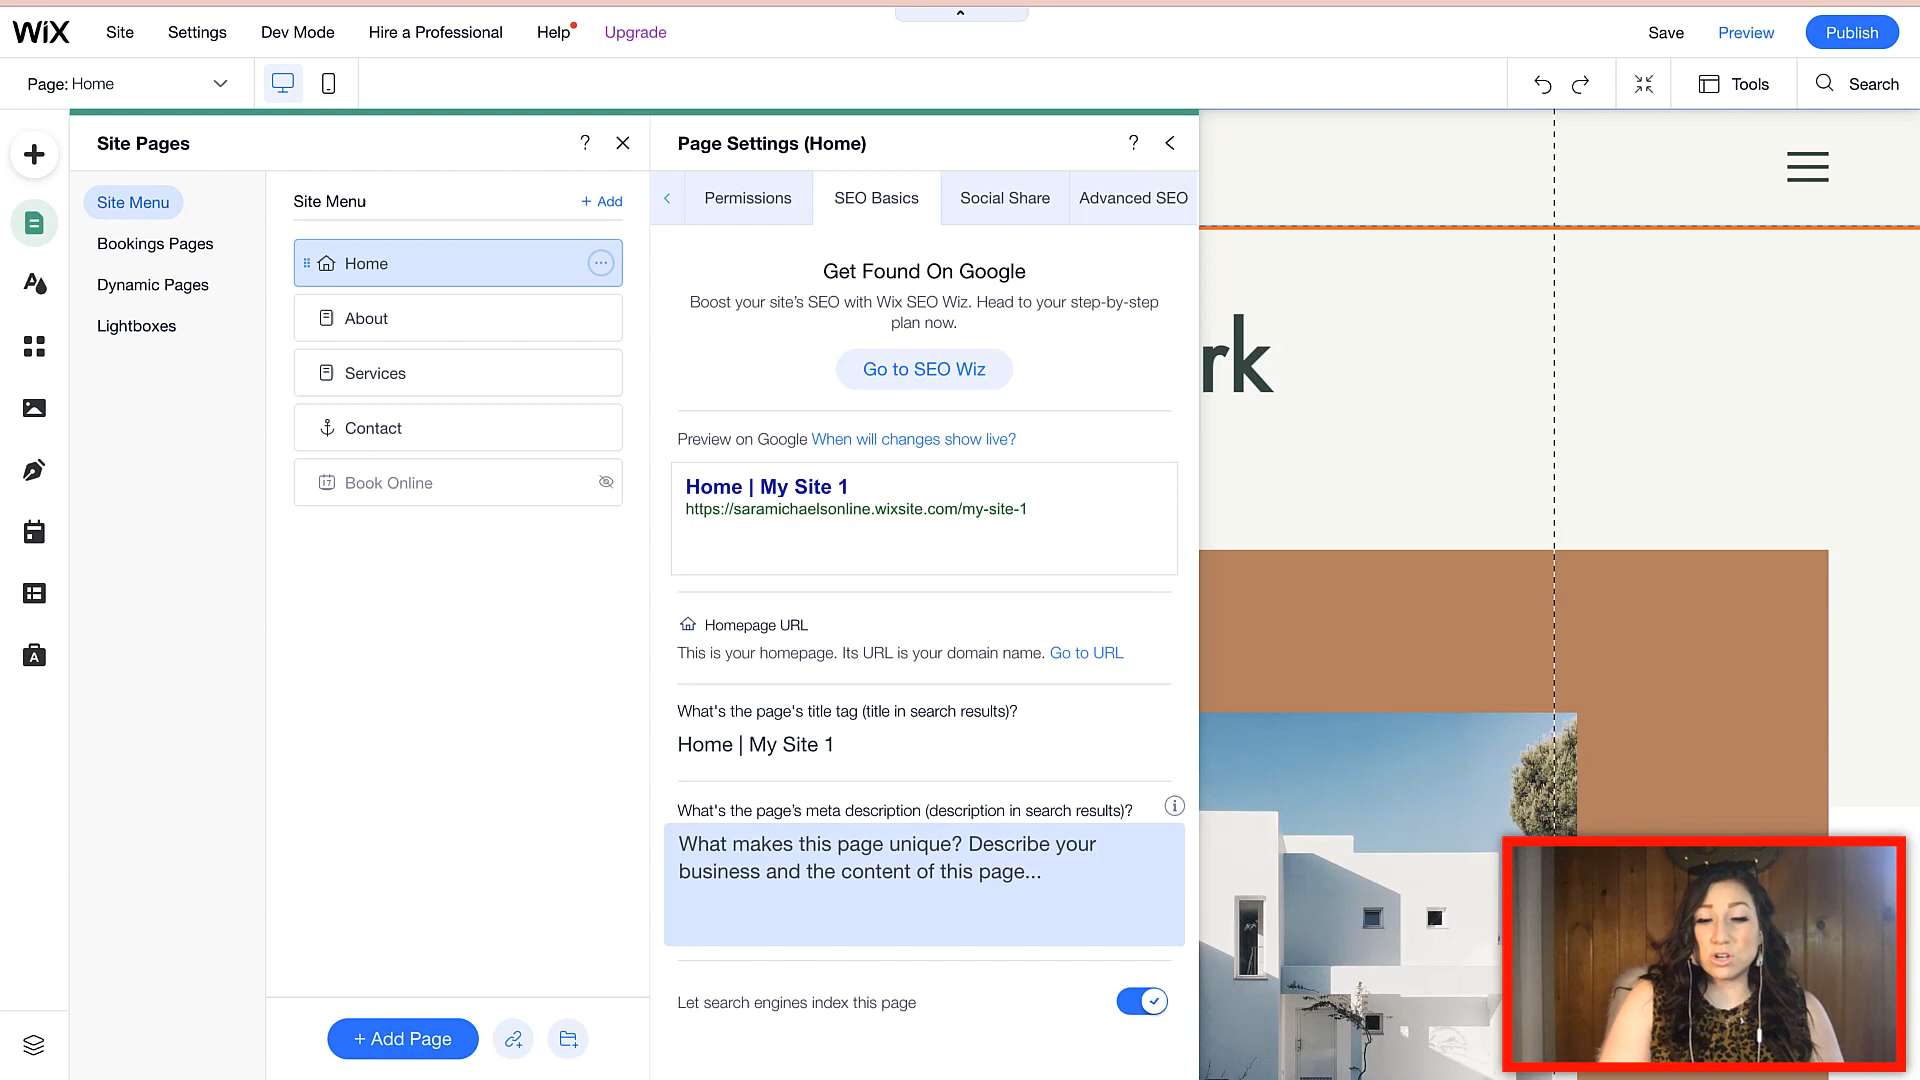 WiX
Site
Settings
Dev Mode
Hire a Professional
Help
Upgrade
Save
Preview
Publish
Page: Home
Tools
Search
Site Pages
?
Page Settings (Home)
?
Site Menu
Bookings Pages
Dynamic Pages
Lightboxes
Site Menu
+ Add
Home
About
Services
Contact
17 Book Online
+ Add Page
Permissions
SEO Basics
Social Share
Advanced SEO
Get Found On Google
Boost your site's SEO with Wix SEO Wiz. Head to your step-by-step
plan now.
Go to SEO Wiz
Preview on Google When will changes show live?
Home | My Site 1
https://saramichaelsonline.wixsite.com/my-site-1
Homepage URL
This is your homepage. Its URL is your domain name. Go to URL
What's the page's title tag (title in search results)?
Home | My Site 1
What's the page's meta description (description in search results)?
What makes this page unique? Describe your
business and the content of this page...
Let search engines index this page
rk